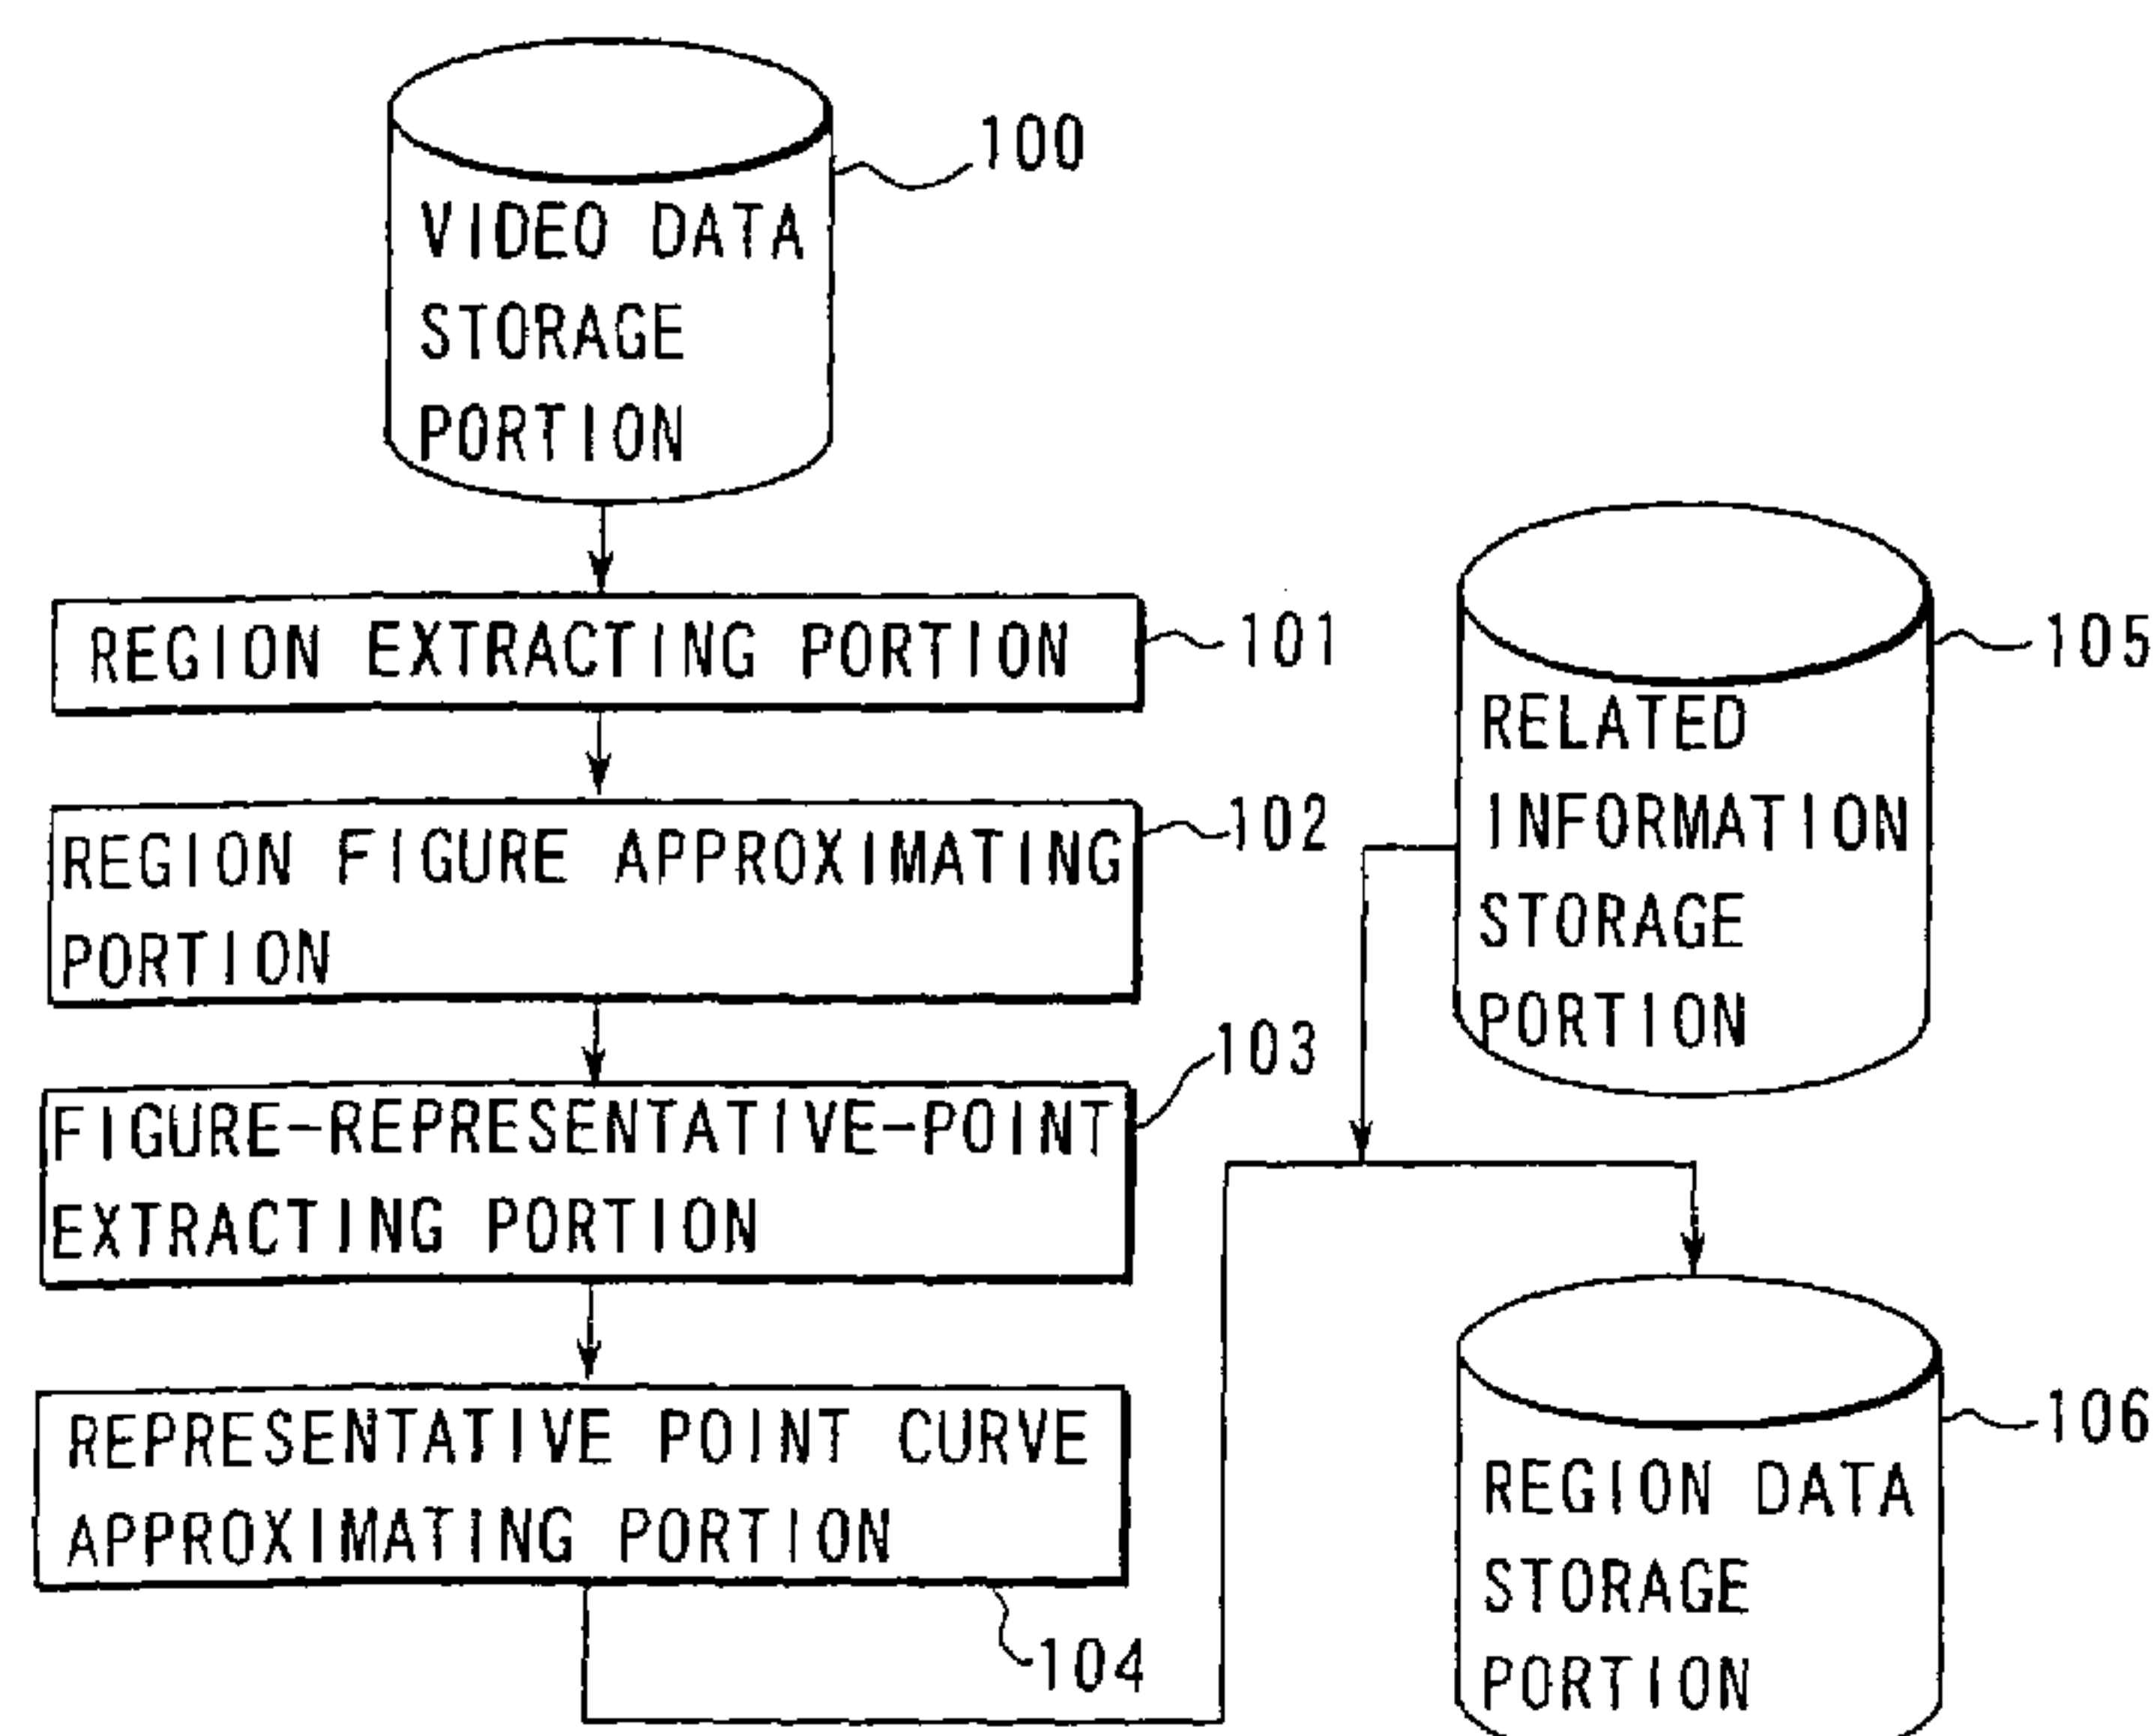 100
VIDEO DATA
STORAGE
PORTION
REGION EXTRACTING PORTION
101
REGION FIGURE APPROXIMATING
PORTION
102
FIGURE-REPRESENTATIVE-POINT
EXTRACTING PORTION
103
REPRESENTATIVE POINT CURVE
APPROXIMATING PORTION
104
105
RELATED
INFORMATION
STORAGE
PORTION
106
REGION DATA
STORAGE
PORTION